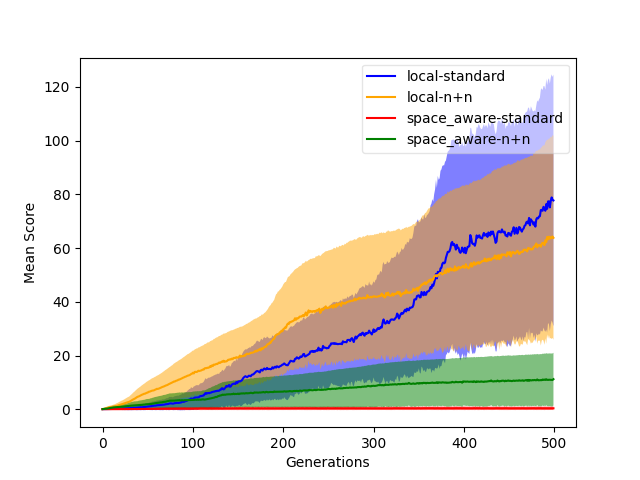 120
100
80
60
40
20
0
Mean Score
local-standard
local-n+n
space_aware-standard
space_aware-n+n
0 100 200 300 400 500
Generations